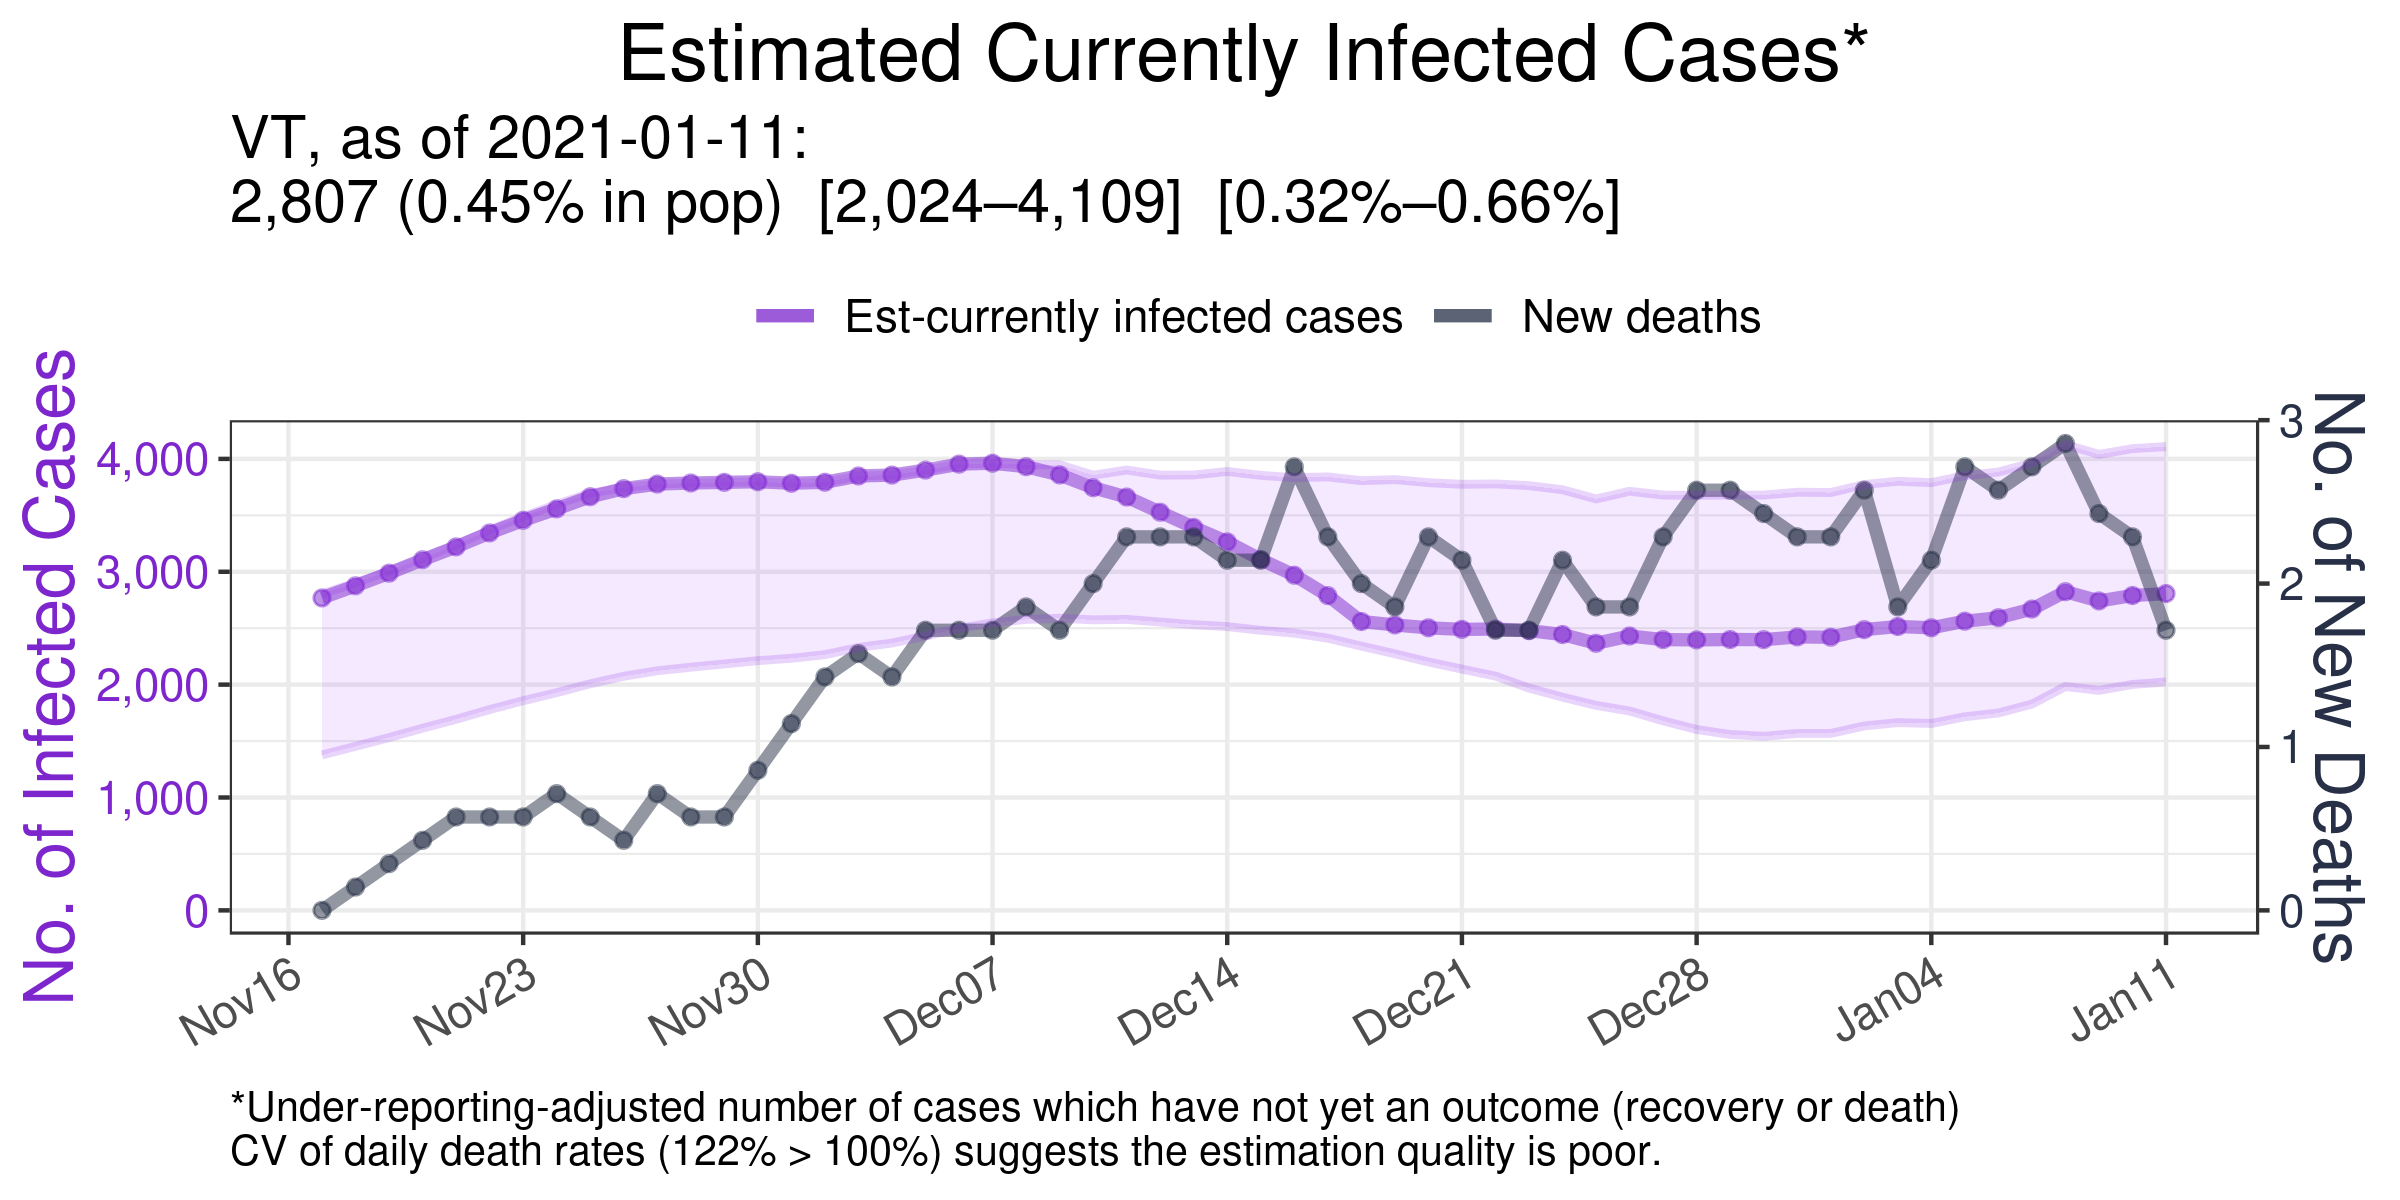 Estimated Currently Infected Cases*
VT, as of 2021-01-11:
2,807 (0.45% in pop)  [2,024–4,109]  [0.32%–0.66%]
Est-currently infected cases
New deaths
No. of Infected Cases
4,000
3,000
2,000
1,000
0
3
2
1
0
No. of New Deaths
Nov16
Nov23
Nov30
Dec07
Dec14
Dec21
Dec28
Jan04
Jan11
*Under-reporting-adjusted number of cases which have not yet an outcome (recovery or death)
CV of daily death rates (122% > 100%) suggests the estimation quality is poor.